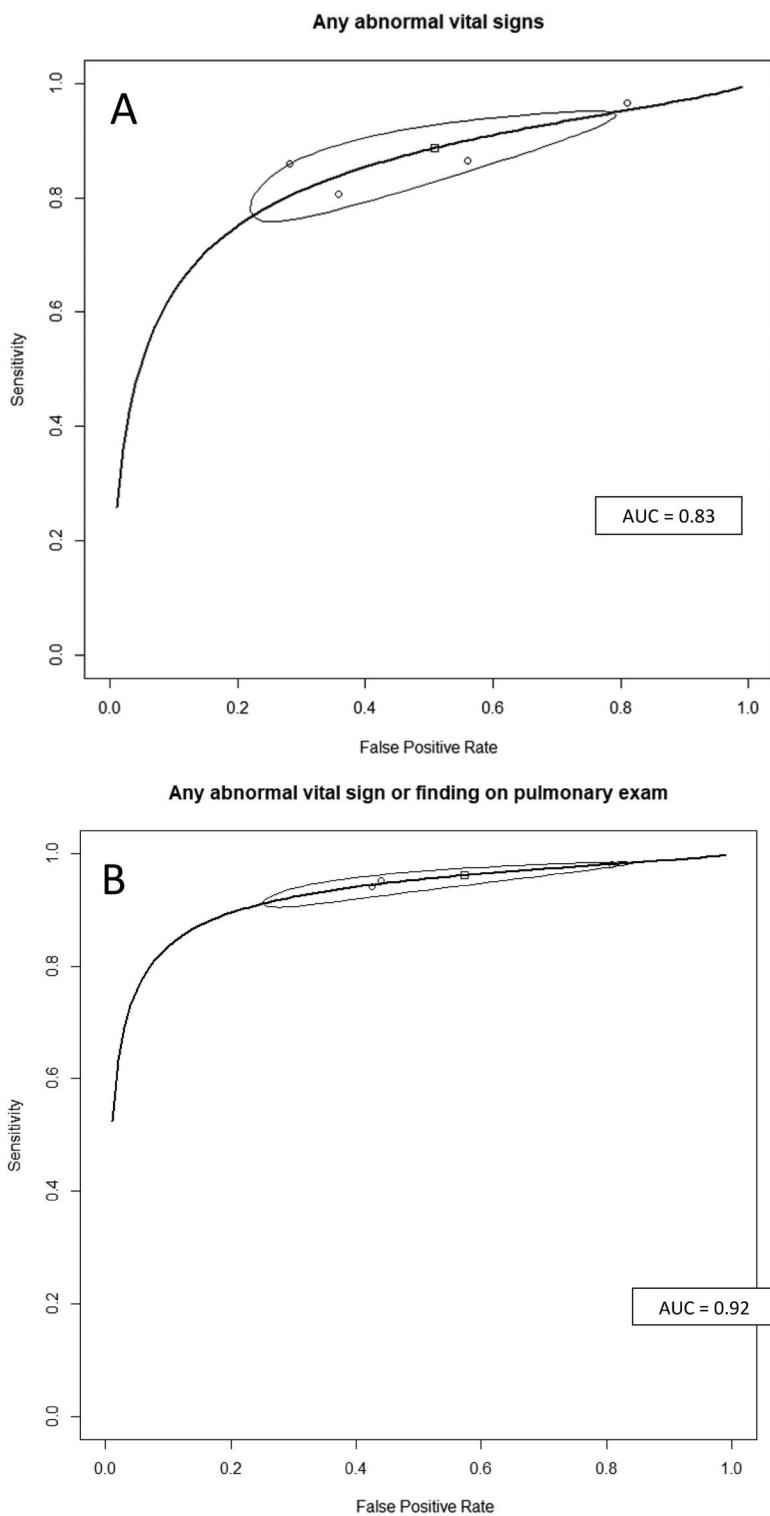 Any abnormal vital signs
A
1.0
0.8
0.6
0.4
0.2
0.0
Sensitivity
AUC = 0.83
0.0 0.2 0.4 0.6 0.8 1.0
False Positive Rate
Any abnormal vital sign or finding on pulmonary exam
B
1.0
0.8
0.6
0.4
0.2
0.0
Sensitivity
AUC = 0.92
0.0 0.2 0.4 0.6 0.8 1.0
False Positive Rate